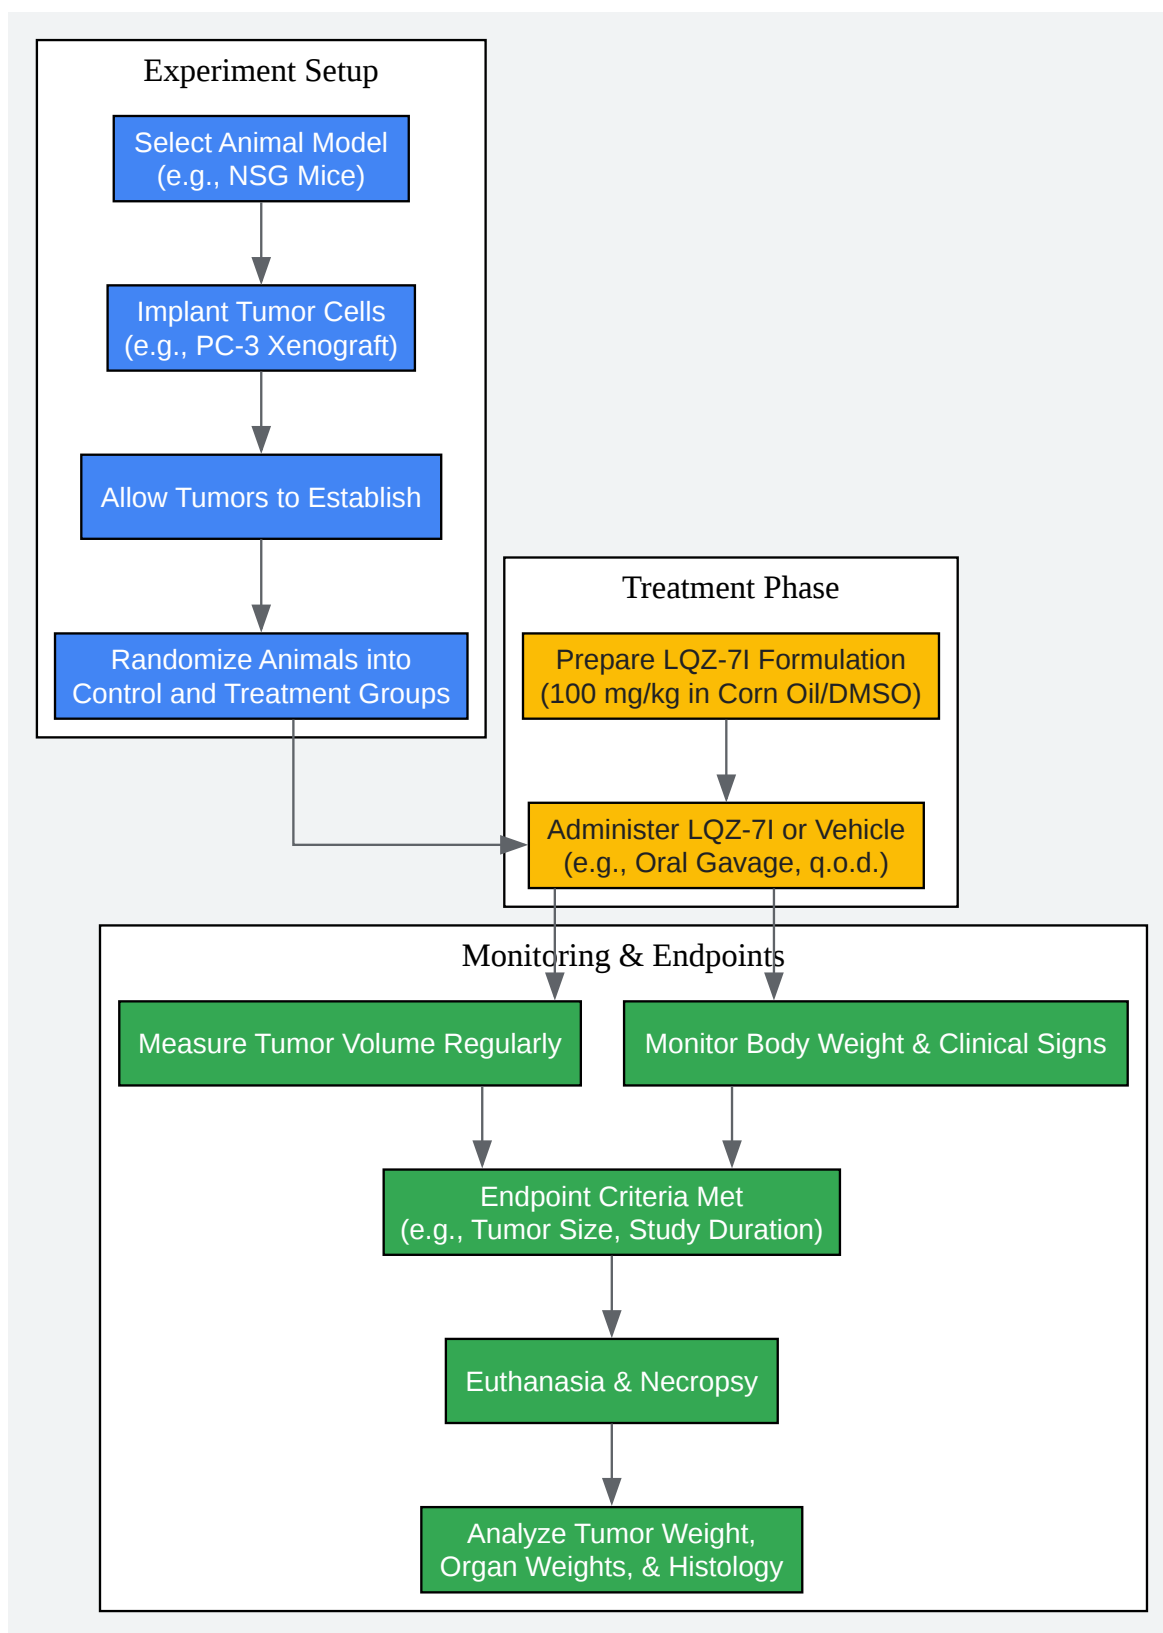 Experiment Setup
Select Animal Model
(e.g., NSG Mice)
Implant Tumor Cells
(e.g., PC-3 Xenograft)
Allow Tumors to Establish
Randomize Animals into
Control and Treatment Groups
Treatment Phase
Prepare LQZ-7I Formulation
(100 mg/kg in Corn Oil/DMSO)
Administer LQZ-7I or Vehicle
(e.g., Oral Gavage, q.o.d.)
Monitoring & Endpoints
Measure Tumor Volume Regularly
Monitor Body Weight & Clinical Signs
Endpoint Criteria Met
(e.g., Tumor Size, Study Duration)
Euthanasia & Necropsy
Analyze Tumor Weight,
Organ Weights, & Histology